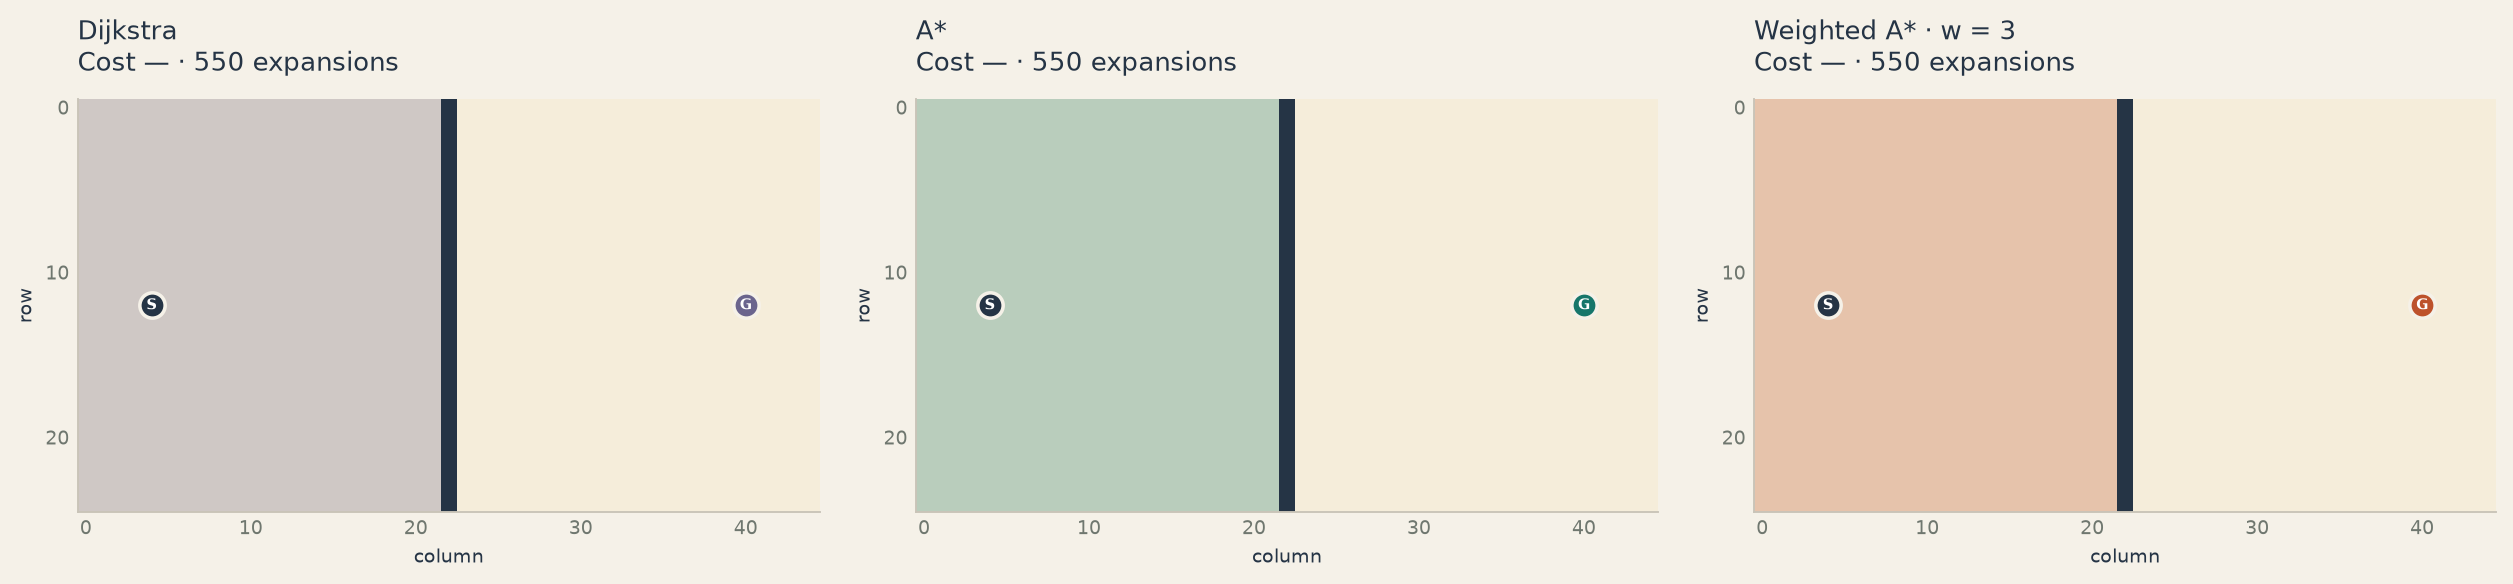 Dijkstra
Cost — · 550 expansions
0
10
20
row
S
G
0
10
20
30
40
column
A*
Cost — · 550 expansions
0
10
20
row
S
G
0
10
20
30
40
column
Weighted A* · w = 3
Cost — · 550 expansions
0
10
20
row
S
G
0
10
20
30
40
column